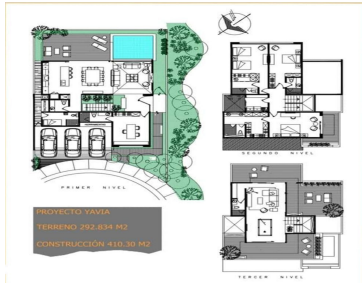 SEGUNDO NIVEL
PRIMER NIVEL
PROYECTO YAVIA
TERRENO 292.834 M2
CONSTRUCCIÓN 410.30 M2
TERCER NIVEL